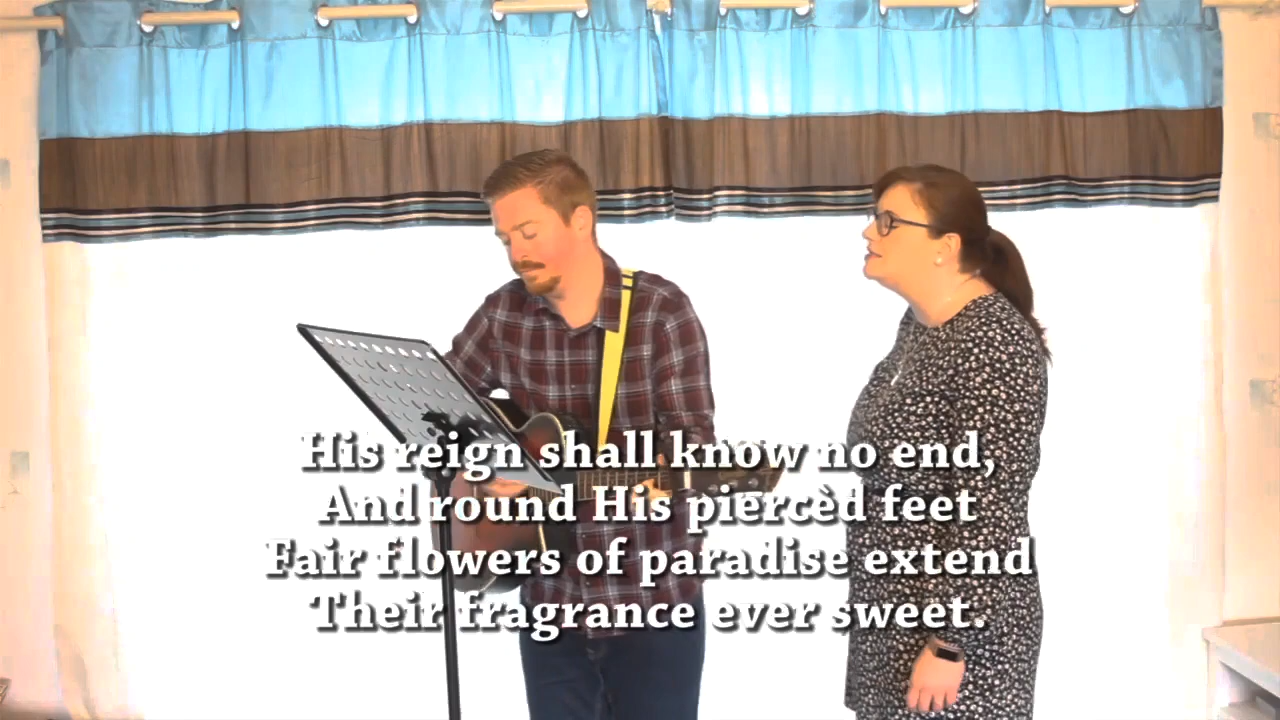 His reign shall know no end,
And round His piercèd feet
Fair flowers of paradise extend
Their fragrance ever sweet.